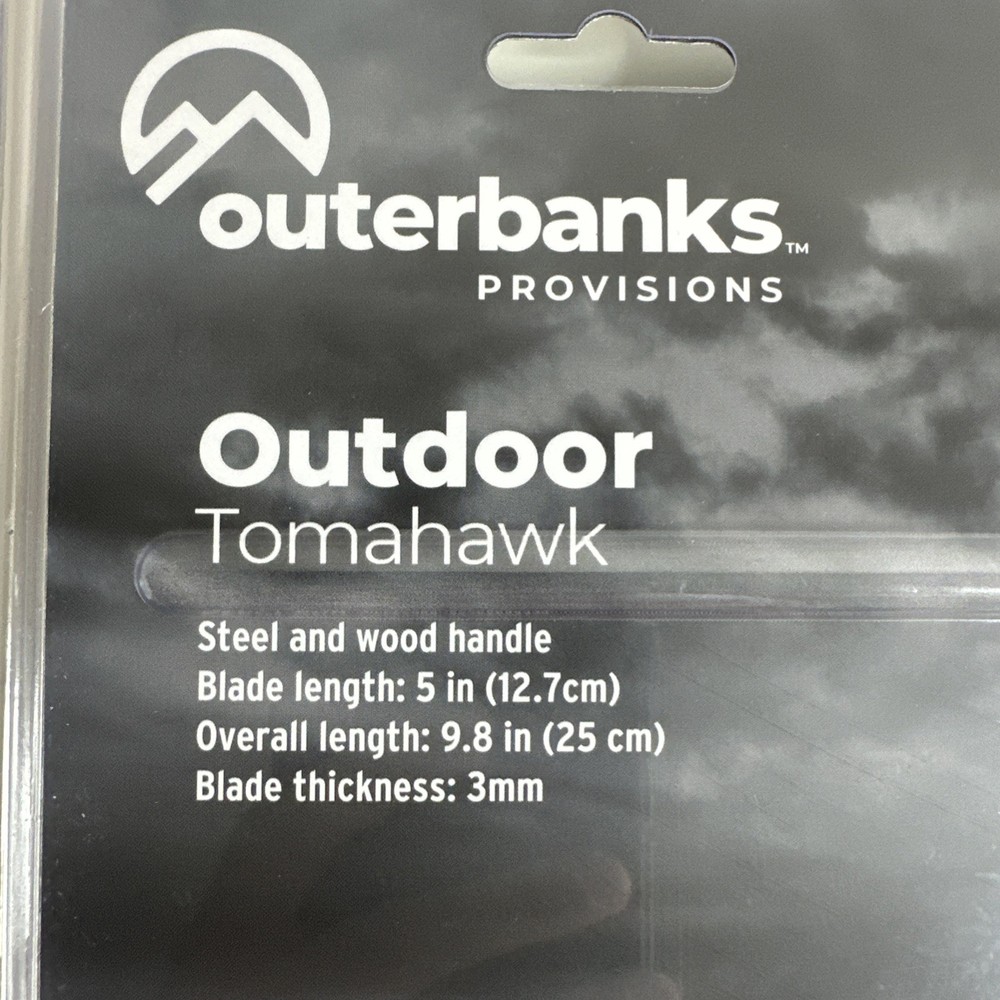 outerbanks™
PROVISIONS
Outdoor
Tomahawk
Steel and wood handle
Blade length: 5 in (12.7cm)
Overall length: 9.8 in (25 cm)
Blade thickness: 3mm